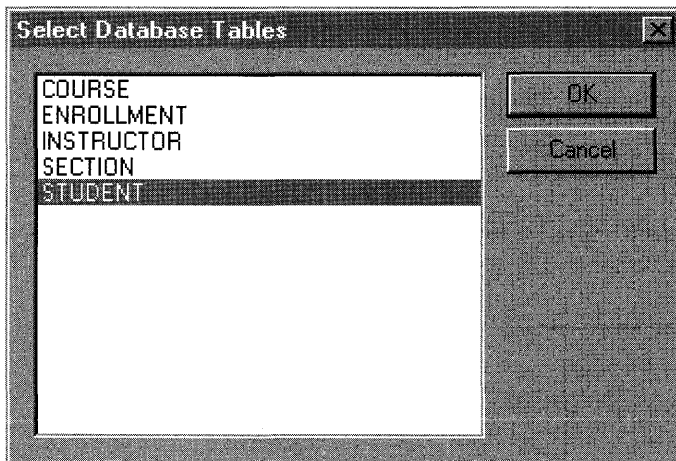 Select Database Tables
COURSE
ENROLLMENT
INSTRUCTOR
SECTION
STUDENT
OK
Cancel